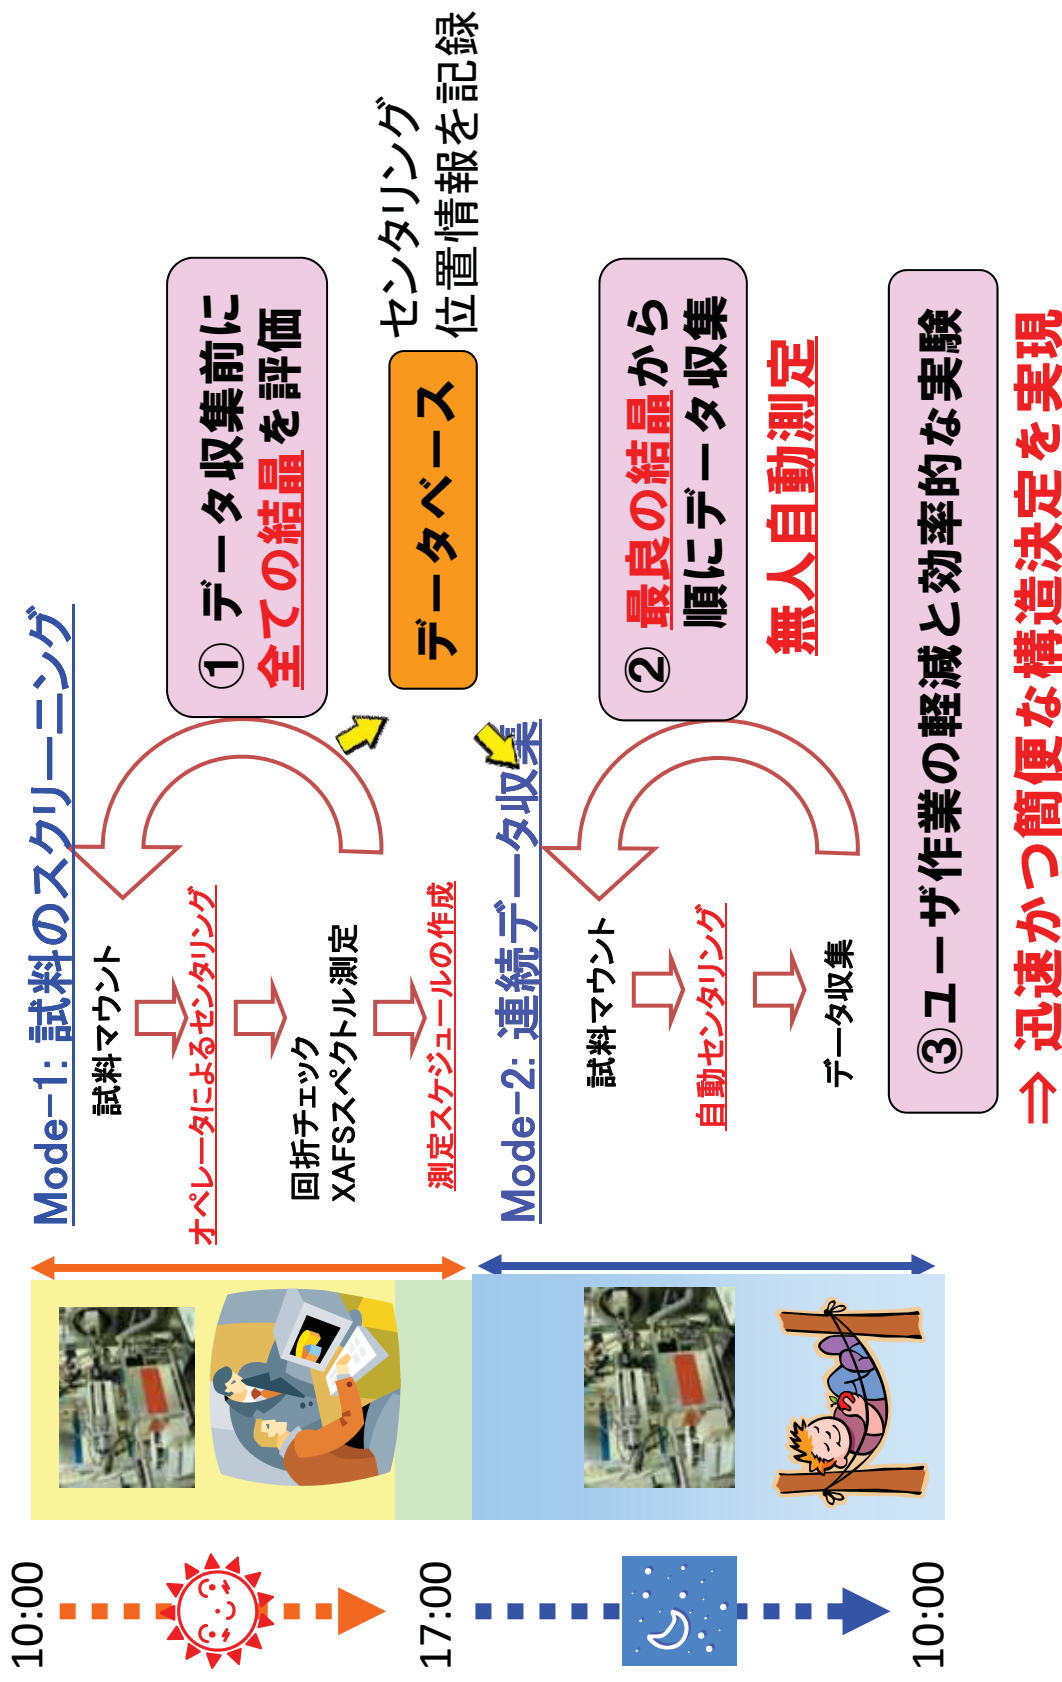 10:00
17:00
10:00
Mode-1: 試料のスクリーニング
試料マウント
オペレータによるセンタリング
回折チェック
XAFSスペクトル測定
測定スケジュールの作成
① データ収集前に
全ての結晶を評価
データベース
センタリング
位置情報を記録
Mode-2: 連続データ収集
試料マウント
自動センタリング
データ収集
② 最良の結晶から
順にデータ収集
無人自動測定
③ユーザ作業の軽減と効率的な実験
⇒ 迅速かつ簡便な構造決定を実現